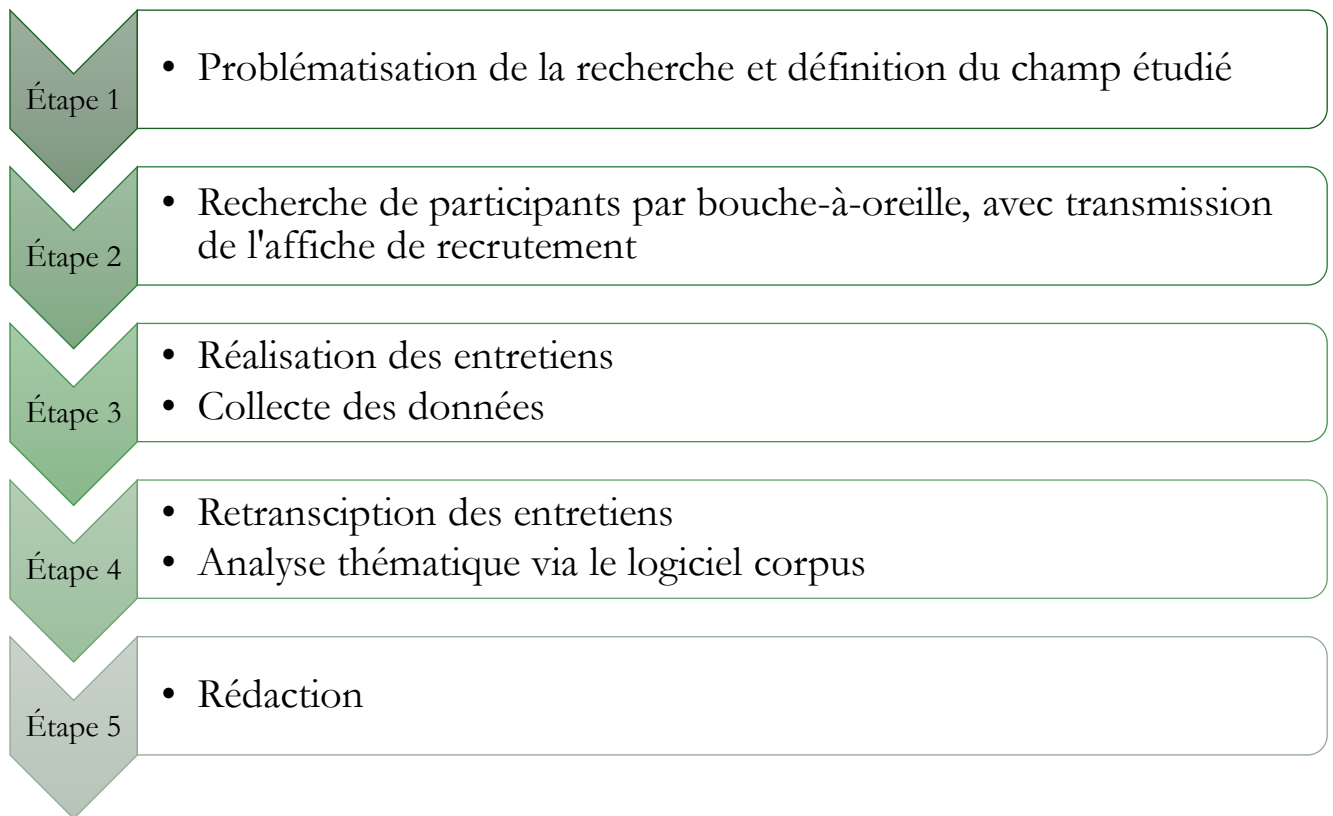 Étape 1
• Problématisation de la recherche et définition du champ étudié
Étape 2
• Recherche de participants par bouche-à-oreille, avec transmission
de l'affiche de recrutement
Étape 3
• Réalisation des entretiens
• Collecte des données
Étape 4
• Retransciption des entretiens
• Analyse thématique via le logiciel corpus
Étape 5
• Rédaction